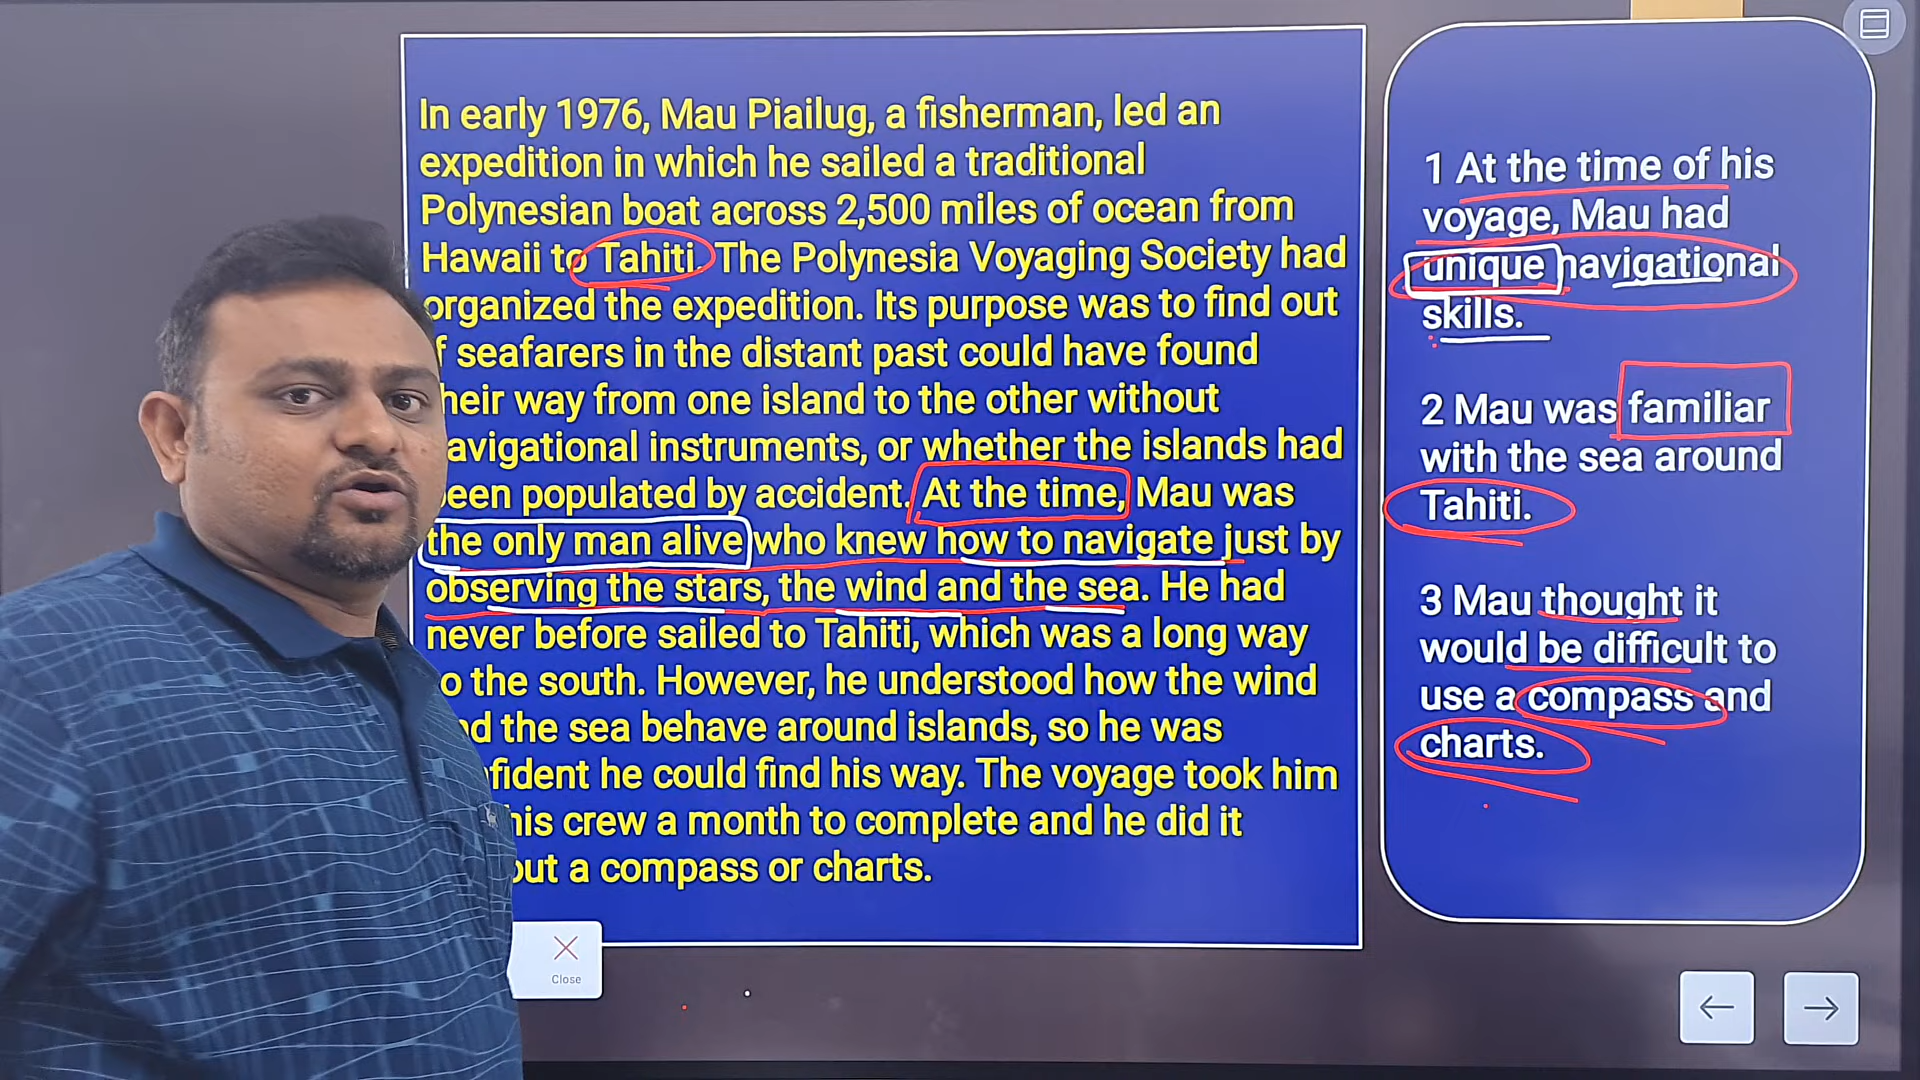 In early 1976, Mau Piailug, a fisherman, led an
expedition in which he sailed a traditional
Polynesian boat across 2,500 miles of ocean from
Hawaii to Tahiti. The Polynesia Voyaging Society had
organized the expedition. Its purpose was to find out
f seafarers in the distant past could have found
heir way from one island to the other without
avigational instruments, or whether the islands had
been populated by accident. At the time, Mau was
the only man alive who knew how to navigate just by
observing the stars, the wind and the sea. He had
never before sailed to Tahiti, which was a long way
o the south. However, he understood how the wind
nd the sea behave around islands, so he was
nfident he could find his way. The voyage took him
his crew a month to complete and he did it
out a compass or charts.
Close
1 At the time of his
voyage, Mau had
unique navigational
skills.
2 Mau was familiar
with the sea around
Tahiti.
3 Mau thought it
would be difficult to
use a compass and
charts.